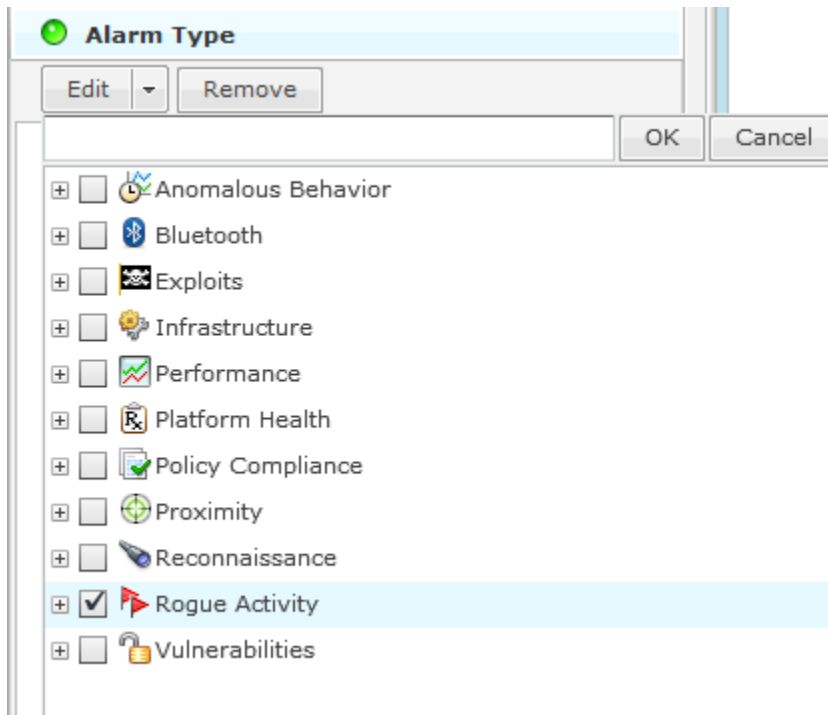 Alarm Type
Edit Remove
OK Cancel
Anomalous Behavior
Bluetooth
Exploits
Infrastructure
Performance
Platform Health
Policy Compliance
Proximity
Reconnaissance
Rogue Activity
Vulnerabilities